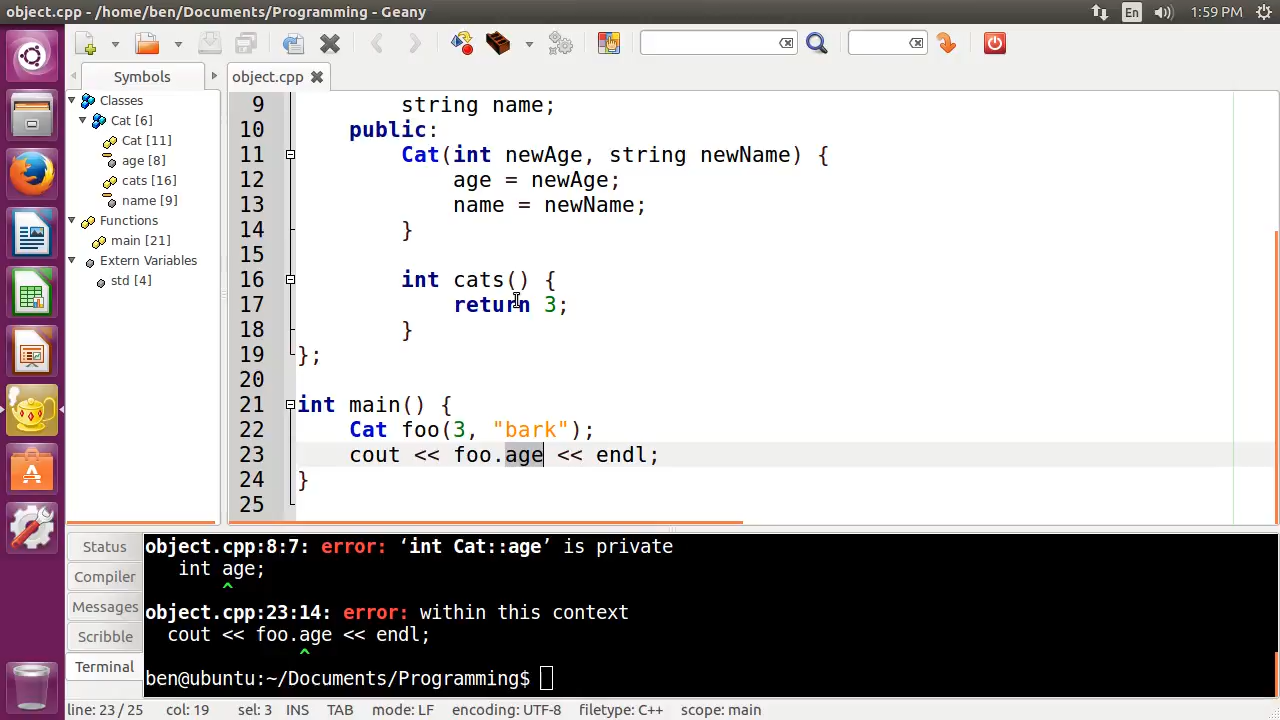 object.cpp - /home/ben/Documents/Programming - Geany
En
1:59 PM
Symbols
object.cpp
Classes
Cat [6]
Cat [11]
age [8]
cats [16]
name [9]
Functions
main [21]
Extern Variables
std [4]
9 string name;
10 public:
11 Cat(int newAge, string newName) {
12 age = newAge;
13 name = newName;
14 }
15
16 int cats() {
17 return 3;
18 }
19 };
20
21 int main() {
22 Cat foo(3, "bark");
23 cout << foo.age << endl;
24 }
25
Status
Compiler
Messages
Scribble
Terminal
object.cpp:8:7: error: ‘int Cat::age’ is private
int age;
^
object.cpp:23:14: error: within this context
cout << foo.age << endl;
^
ben@ubuntu:~/Documents/Programming$
line: 23 / 25 col: 19 sel: 3 INS TAB mode: LF encoding: UTF-8 filetype: C++ scope: main